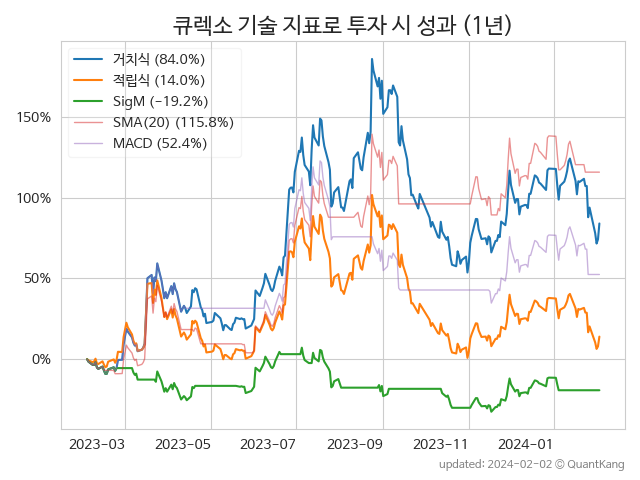 큐렉소 기술 지표로 투자 시 성과 (1년)
거치식 (84.0%)
적립식 (14.0%)
SigM (-19.2%)
SMA(20) (115.8%)
MACD (52.4%)
150%
100%
50%
0%
2023-03 2023-05 2023-07 2023-09 2023-11 2024-01
updated: 2024-02-02 © QuantKang